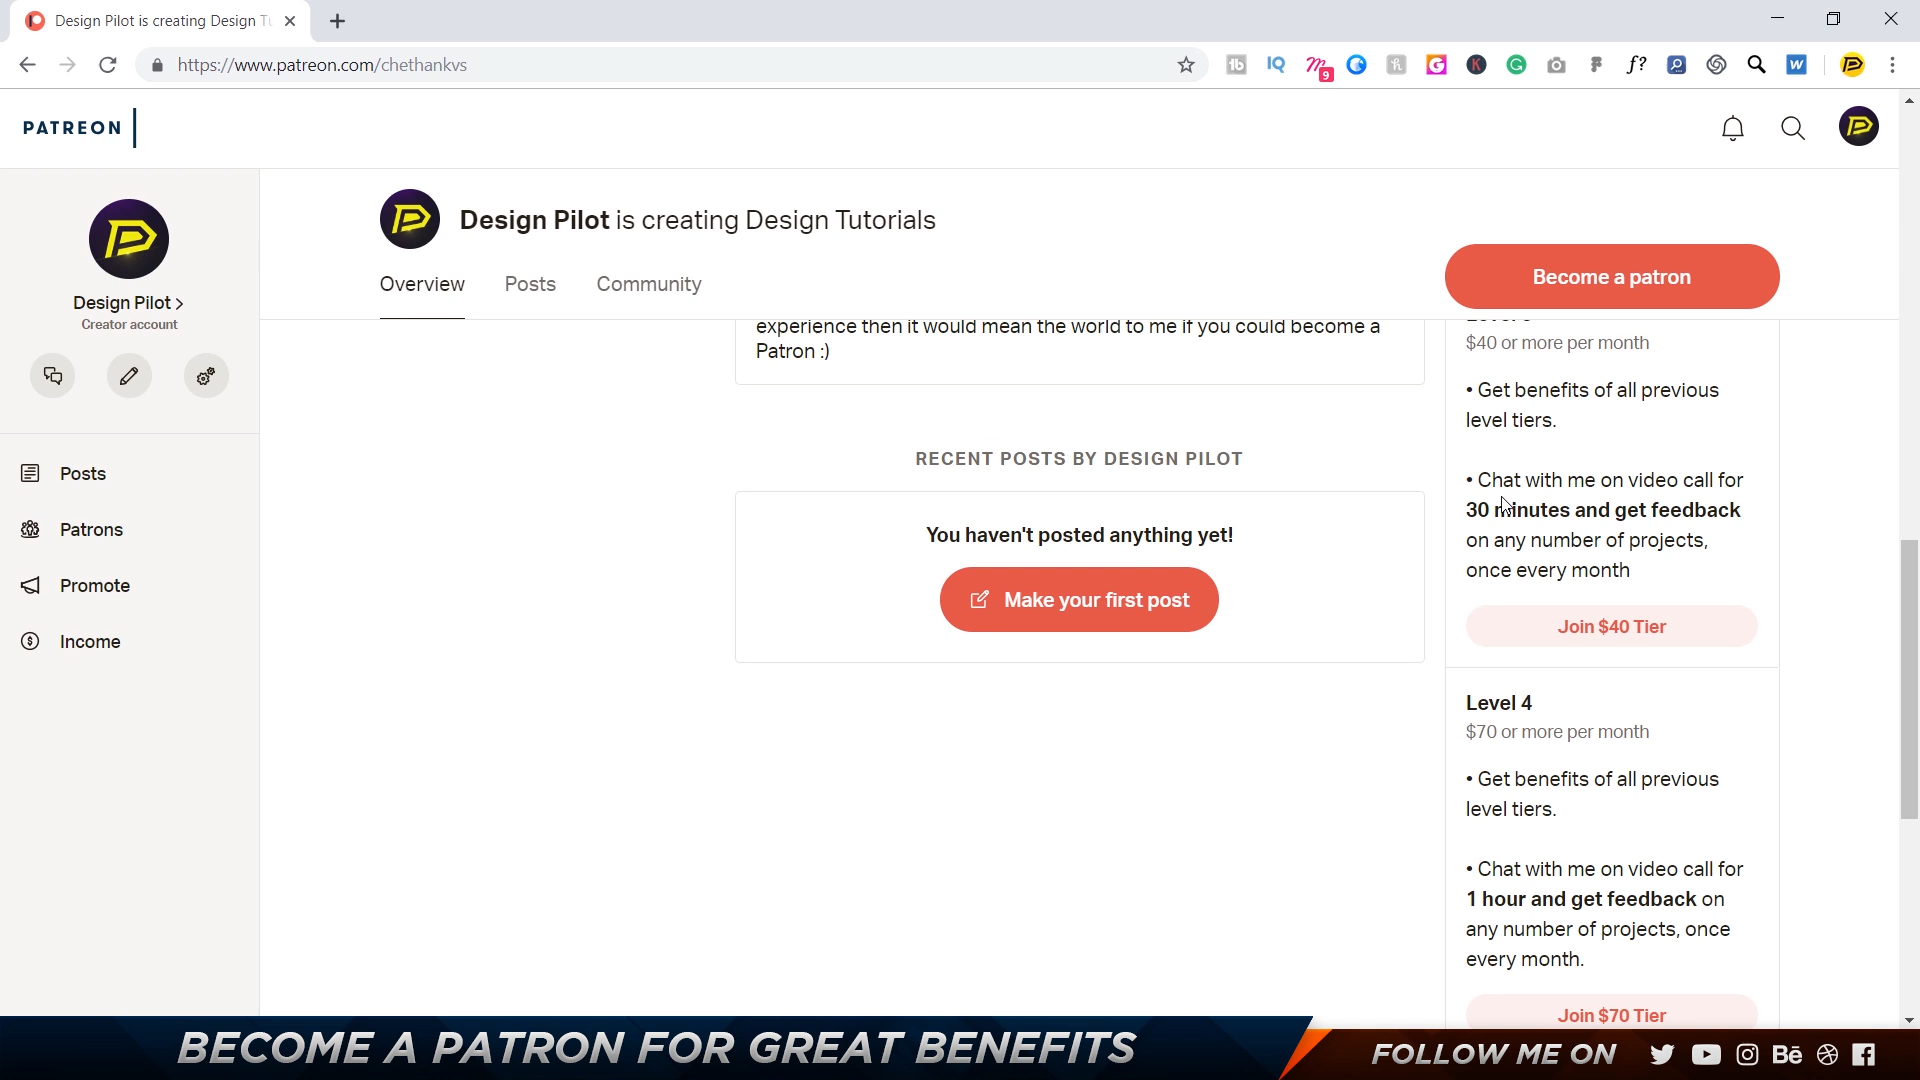 Design Pilot is creating Design Tu
https://www.patreon.com/chethankvs
9
PATREON
Design Pilot is creating Design Tutorials
Overview
Posts
Community
Become a patron
Design Pilot >
Creator account
Posts
Patrons
Promote
Income
experience then it would mean the world to me if you could become a
Patron :)
RECENT POSTS BY DESIGN PILOT
You haven't posted anything yet!
Make your first post
$40 or more per month
• Get benefits of all previous
level tiers.
• Chat with me on video call for
30 minutes and get feedback
on any number of projects,
once every month
Join $40 Tier
Level 4
$70 or more per month
• Get benefits of all previous
level tiers.
• Chat with me on video call for
1 hour and get feedback on
any number of projects, once
every month.
Join $70 Tier
BECOME A PATRON FOR GREAT BENEFITS
FOLLOW ME ON